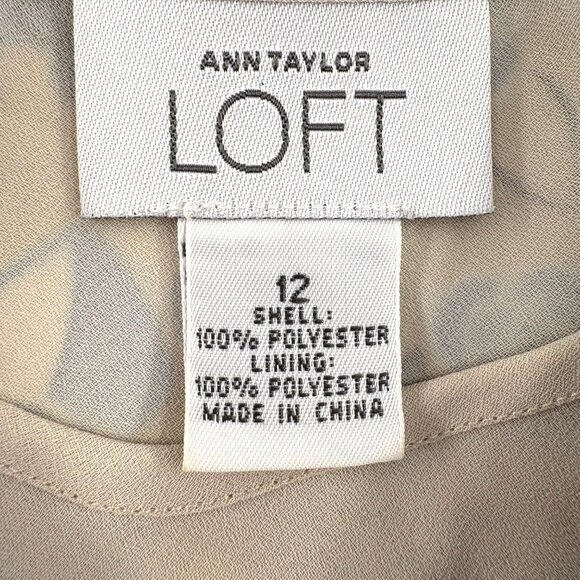 ANN TAYLOR
LOFT
12
SHELL:
100% POLYESTER
LINING:
100% POLYESTER
MADE IN CHINA